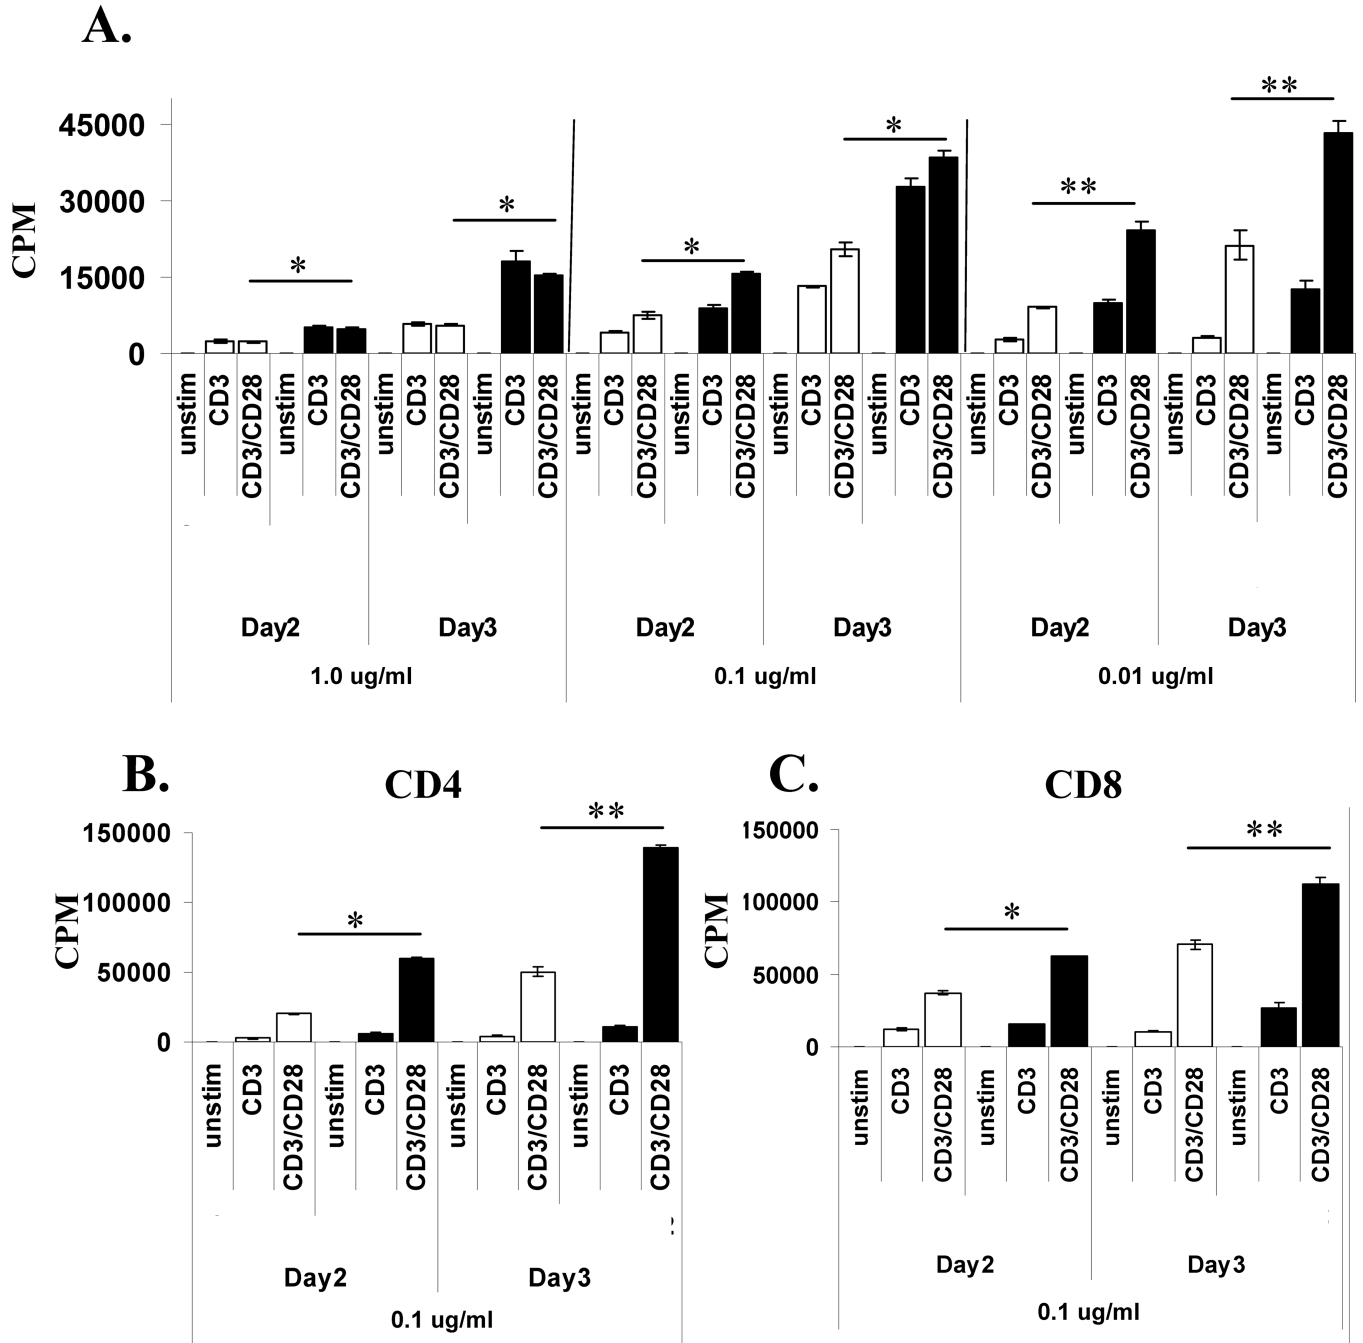 A.
CPM
45000
30000
15000
0
* * * * ** **
unstim CD3 CD3/CD28 unstim CD3 CD3/CD28 unstim CD3 CD3/CD28 unstim CD3 CD3/CD28 unstim CD3 CD3/CD28 unstim CD3 CD3/CD28 unstim CD3 CD3/CD28 unstim CD3 CD3/CD28 unstim CD3 CD3/CD28 unstim CD3 CD3/CD28 unstim CD3 CD3/CD28 unstim CD3 CD3/CD28
Day2 Day3 Day2 Day3 Day2 Day3
1.0 ug/ml 0.1 ug/ml 0.01 ug/ml
B.
CD4
CPM
150000
100000
50000
0
* **
unstim CD3 CD3/CD28 unstim CD3 CD3/CD28 unstim CD3 CD3/CD28 unstim CD3 CD3/CD28
Day2 Day3
0.1 ug/ml
C.
CD8
CPM
150000
100000
50000
0
* **
unstim CD3 CD3/CD28 unstim CD3 CD3/CD28 unstim CD3 CD3/CD28 unstim CD3 CD3/CD28
Day2 Day3
0.1 ug/ml